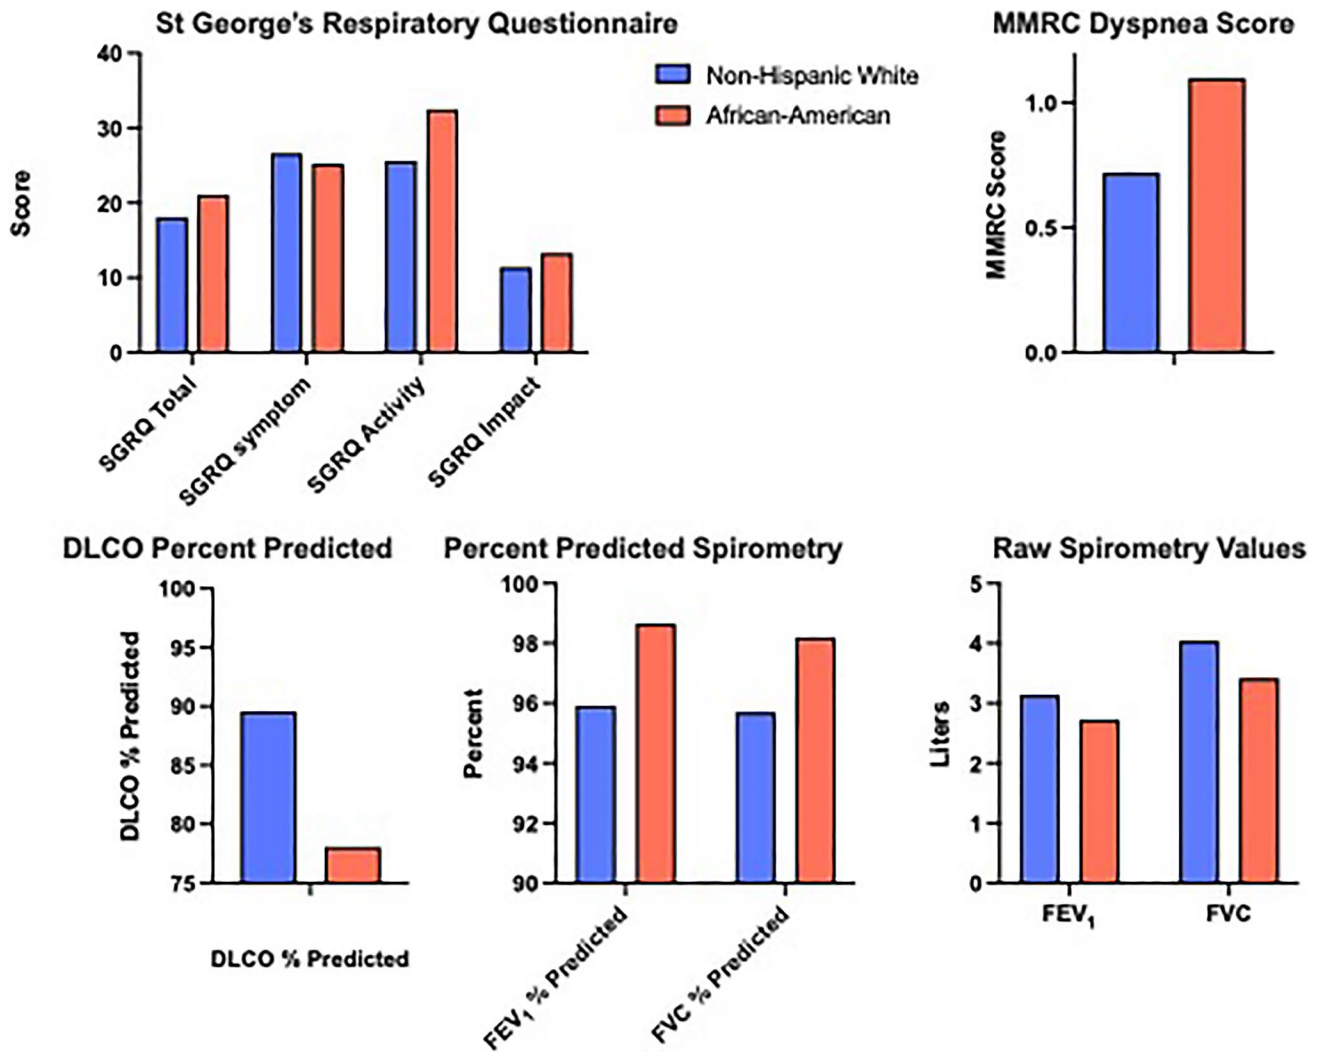 St George's Respiratory Questionnaire
Score
40
30
20
10
0
SGRQ Total
SGRQ symptom
SGRQ Activity
SGRQ Impact
Non-Hispanic White
African-American
MMRC Dyspnea Score
MMRC Score
1.0
0.5
0.0
DLCO Percent Predicted
DLCO % Predicted
100
95
90
85
80
75
DLCO % Predicted
Percent Predicted Spirometry
Percent
100
98
96
94
92
90
FEV₁ % Predicted
FVC % Predicted
Raw Spirometry Values
Liters
5
4
3
2
1
0
FEV₁
FVC